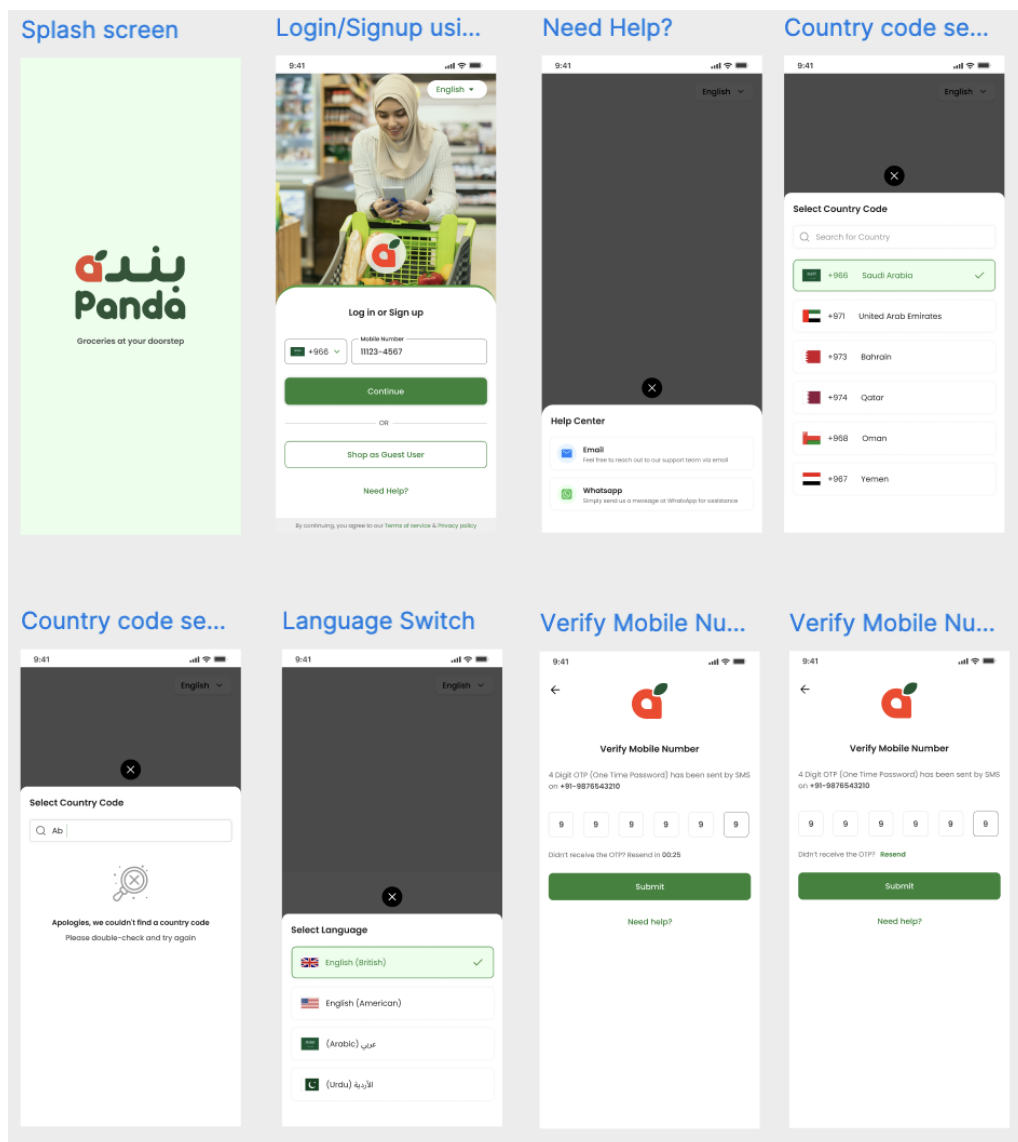 Splash screen
بنده
Panda
Groceries at your doorstep
Login/Signup usi...
9:41
English
Log in or Sign up
+966
Mobile Number
11123-4567
Continue
OR
Shop as Guest User
Need Help?
By continuing, you agree to our Terms of service & Privacy policy
Need Help?
9:41
English
Help Center
Email
Feel free to reach out to our support team via email
Whatsapp
Simply send us a message at WhatsApp for assistance
Country code se...
9:41
English
Select Country Code
Search for Country
+966 Saudi Arabia
+971 United Arab Emirates
+973 Bahrain
+974 Qatar
+968 Oman
+967 Yemen
Country code se...
9:41
English
Select Country Code
Ab
Apologies, we couldn't find a country code
Please double-check and try again
Language Switch
9:41
English
Select Language
English (British)
English (American)
عربي (Arabic)
الأردية (Urdu)
Verify Mobile Nu...
9:41
Verify Mobile Number
4 Digit OTP (One Time Password) has been sent by SMS
on +91-9876543210
9 9 9 9 9 9
Didn't receive the OTP? Resend in 00:25
Submit
Need help?
Verify Mobile Nu...
9:41
Verify Mobile Number
4 Digit OTP (One Time Password) has been sent by SMS
on +91-9876543210
9 9 9 9 9 9
Didn't receive the OTP? Resend
Submit
Need help?